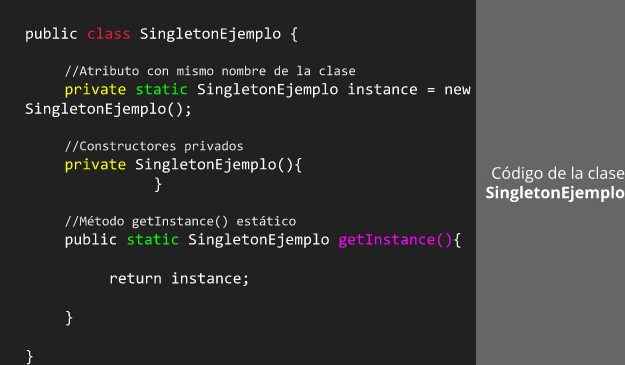 public class SingletonEjemplo {
//Atributo con mismo nombre de la clase
private static SingletonEjemplo instance = new
SingletonEjemplo();
//Constructores privados
private SingletonEjemplo(){
}
//Método getInstance() estático
public static SingletonEjemplo getInstance(){
return instance;
}
}
Código de la clase
SingletonEjemplo